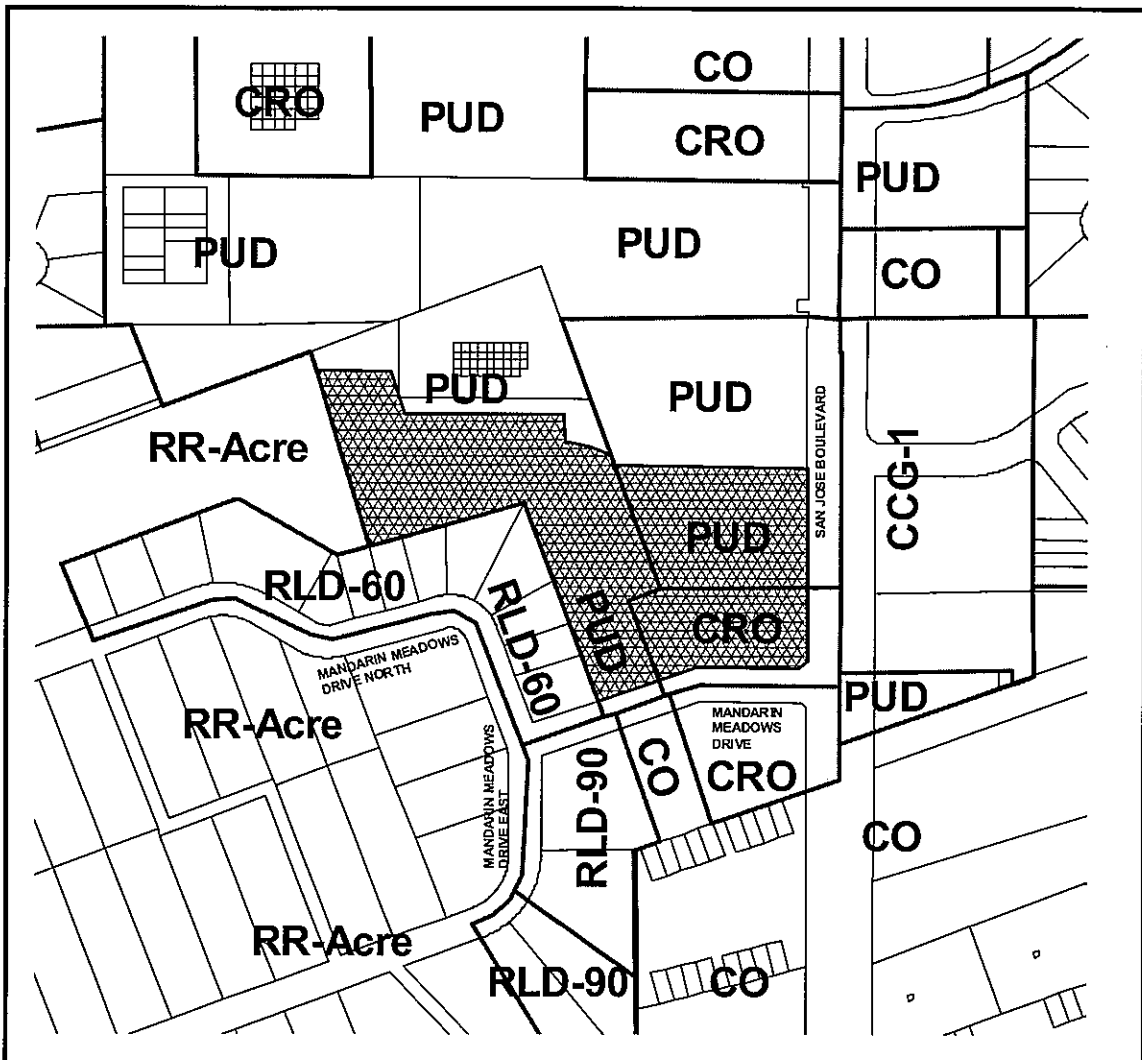 CO
CRO
PUD
CRO
PUD
PUD
PUD
CO
PUD
PUD
SAN JOSE BOULEVARD
RR-Acre
CCG-1
PUD
RLD-60
RLD-60
PUD
CRO
MANDARIN MEADOWS
DRIVE NORTH
RR-Acre
PUD
MANDARIN
MEADOWS
DRIVE
CO
CRO
RLD-90
MANDARIN MEADOWS
DRIVE EAST
CO
RR-Acre
RLD-90
CO